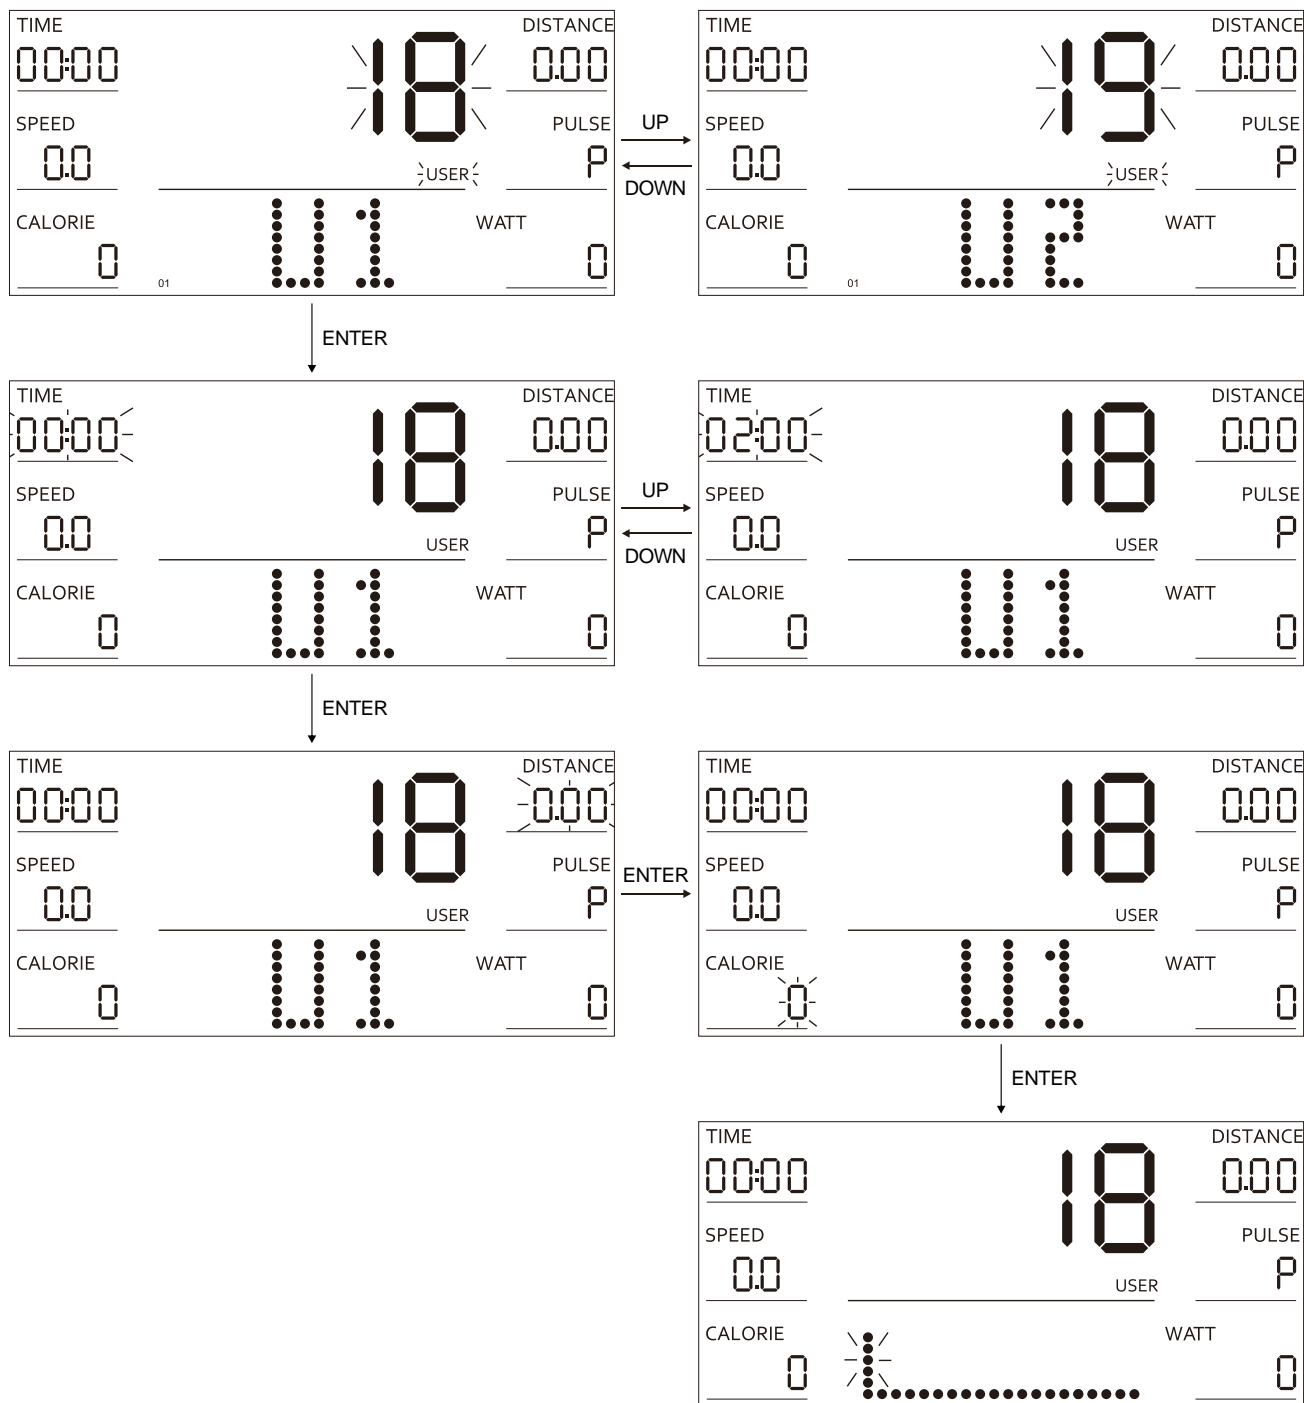 TIME 18 DISTANCE
00:00 0.00
SPEED PULSE
0.0 USER P
CALORIE U1 WATT
0 01 0
UP
DOWN
TIME 19 DISTANCE
00:00 0.00
SPEED PULSE
0.0 USER P
CALORIE U2 WATT
0 01 0
ENTER
TIME 18 DISTANCE
00:00 0.00
SPEED PULSE
0.0 USER P
CALORIE U1 WATT
0 0
UP
DOWN
TIME 18 DISTANCE
02:00 0.00
SPEED PULSE
0.0 USER P
CALORIE U1 WATT
0 0
ENTER
TIME 18 DISTANCE
00:00 0.00
SPEED PULSE
0.0 USER P
CALORIE U1 WATT
0 0
ENTER
TIME 18 DISTANCE
00:00 0.00
SPEED PULSE
0.0 USER P
CALORIE U1 WATT
0 0
ENTER
TIME 18 DISTANCE
00:00 0.00
SPEED PULSE
0.0 USER P
CALORIE WATT
0 0